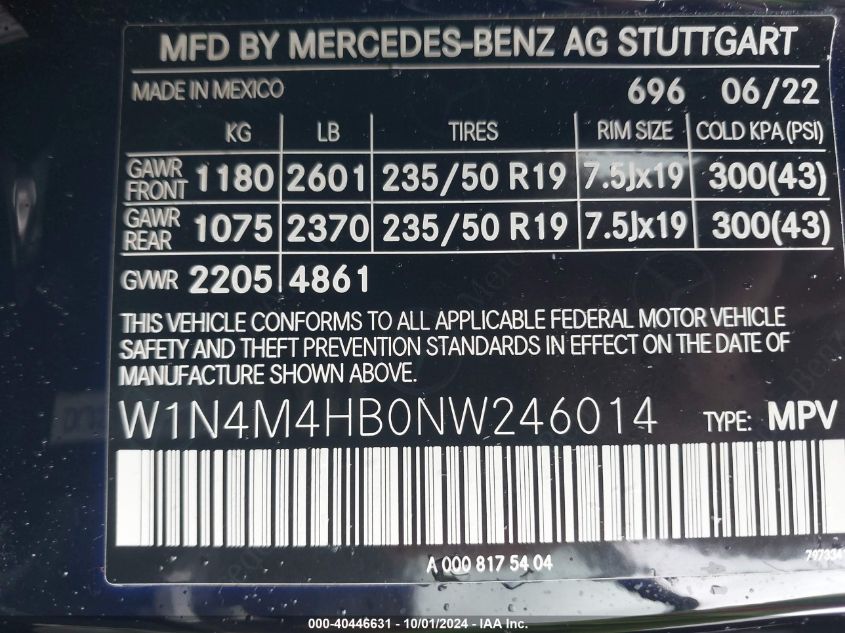 MFD BY MERCEDES-BENZ AG STUTTGART
MADE IN MEXICO 696 06/22
KG LB TIRES RIM SIZE COLD KPA (PSI)
GAWR FRONT 1180 2601 235/50 R19 7.5Jx19 300(43)
GAWR REAR 1075 2370 235/50 R19 7.5Jx19 300(43)
GVWR 2205 4861
THIS VEHICLE CONFORMS TO ALL APPLICABLE FEDERAL MOTOR VEHICLE
SAFETY AND THEFT PREVENTION STANDARDS IN EFFECT ON THE DATE OF
MANUFACTURE SHOWN ABOVE.
W1N4M4HB0NW246014 TYPE: MPV
A 000 817 54 04
000-40446631 - 10/01/2024 - IAA Inc.